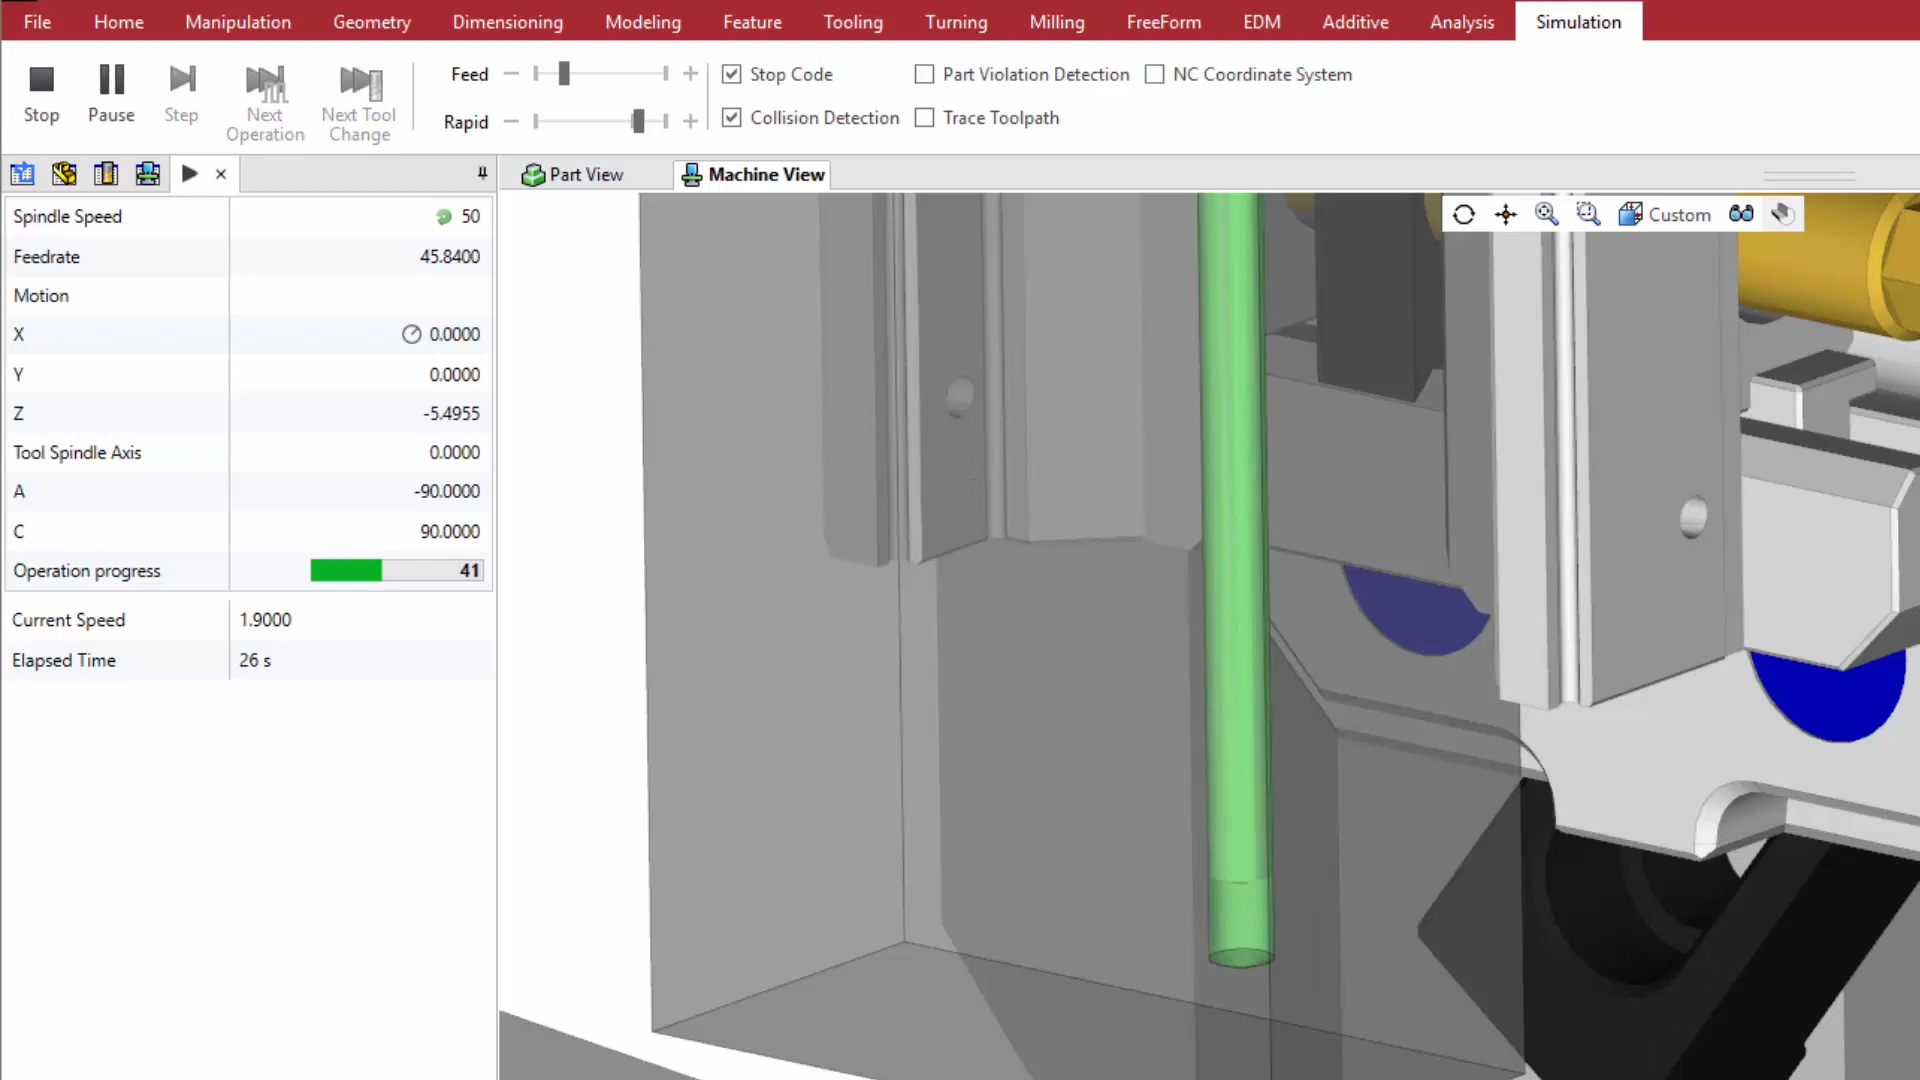 File Home Manipulation Geometry Dimensioning Modeling Feature Tooling Turning Milling FreeForm EDM Additive Analysis Simulation
Stop
Pause
Step
Next Operation
Next Tool Change
Feed
Rapid
Stop Code
Part Violation Detection
NC Coordinate System
Collision Detection
Trace Toolpath
Part View
Machine View
Custom
Spindle Speed 50
Feedrate 45.8400
Motion
X 0.0000
Y 0.0000
Z -5.4955
Tool Spindle Axis 0.0000
A -90.0000
C 90.0000
Operation progress 41
Current Speed 1.9000
Elapsed Time 26 s